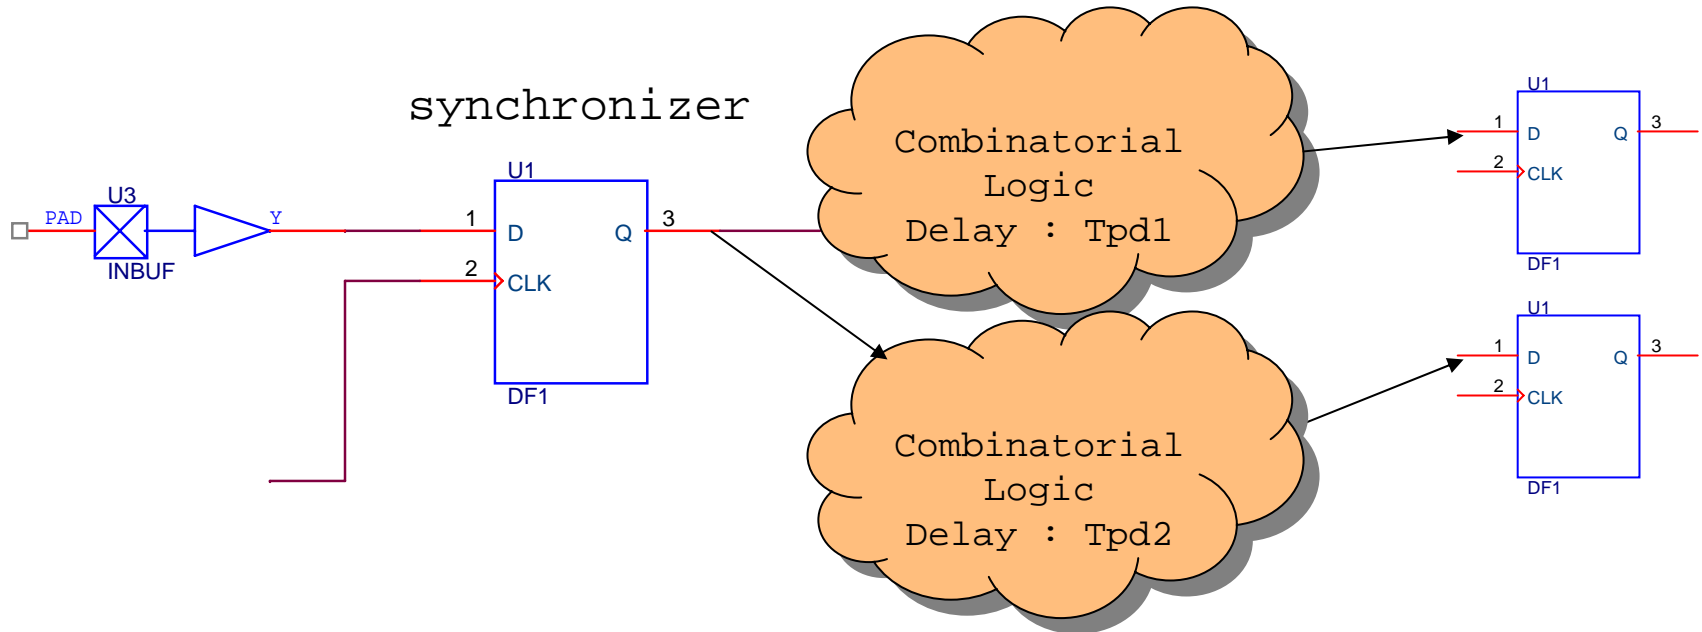 synchronizer
U3
PAD
INBUF
Y
U1
1
D
Q
3
2
CLK
DF1
Combinatorial
Logic
Delay : Tpd1
Combinatorial
Logic
Delay : Tpd2
U1
1
D
Q
3
2
CLK
DF1
U1
1
D
Q
3
2
CLK
DF1